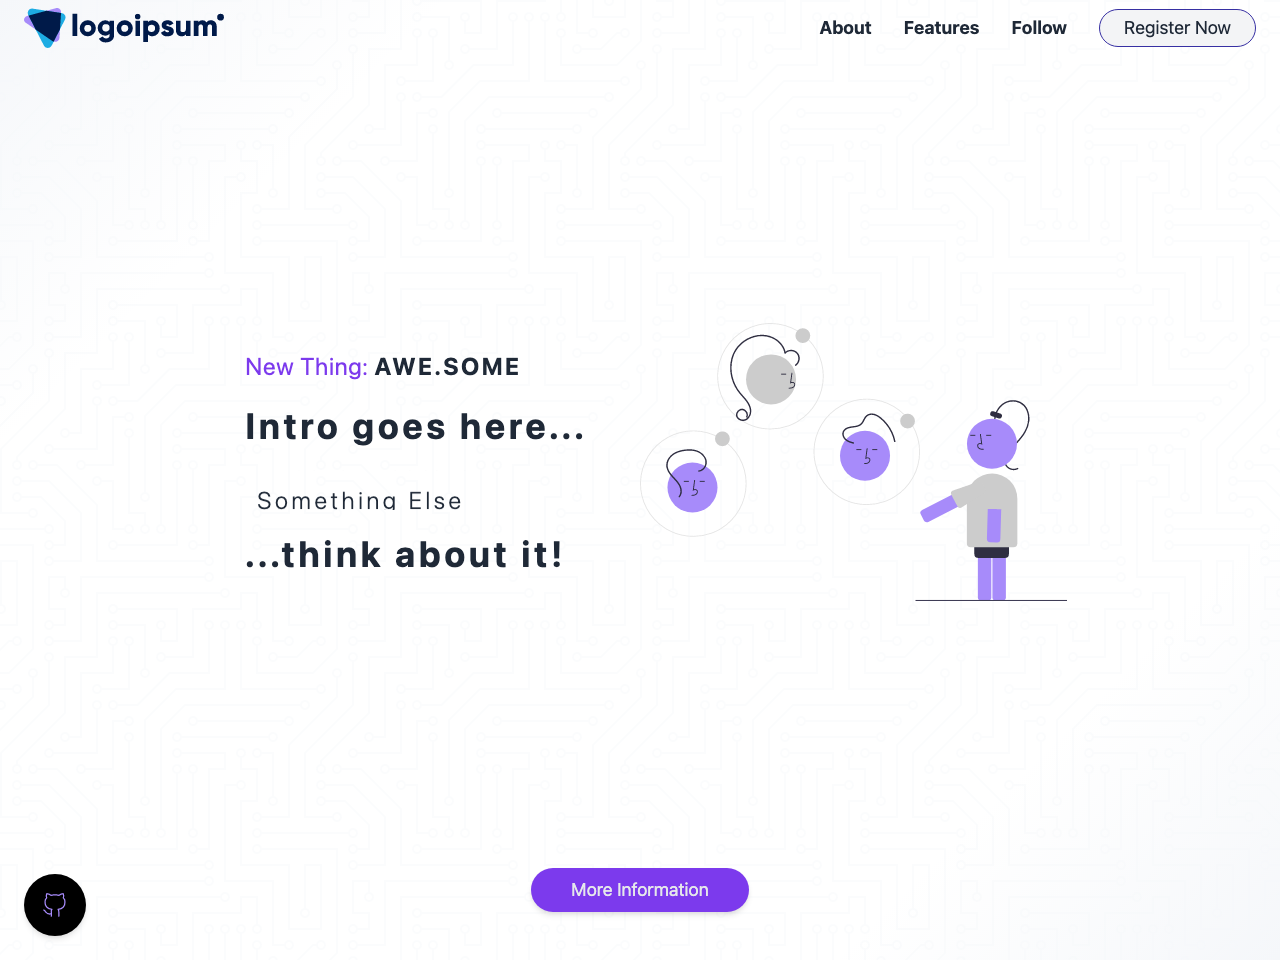 logoipsum
About
Features
Follow
Register Now
New Thing: AWE.SOME
Intro goes here...
Something Else
...think about it!
More Information